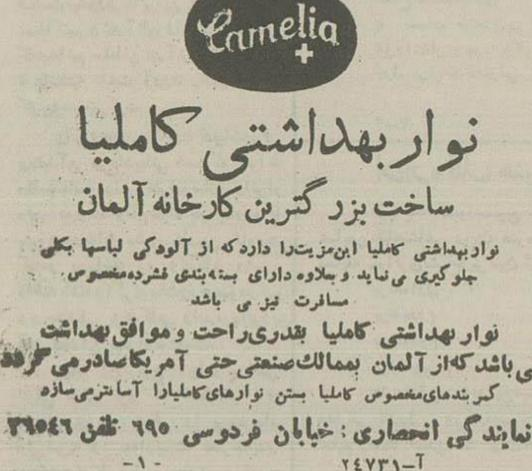 Camelia
نوار بهداشتی کاملیا
ساخت بزرگترین کارخانه آلمان
نوار بهداشتی کاملیا این مزیت را دارد که از آلودگی لباسها بکلی
جلوگیری می نماید و بعلاوه دارای بسته بندی فشرده مخصوص
مسافرت نیز می باشد
نوار بهداشتی کاملیا بقدری راحت و موافق بهداشت
می باشد که از آلمان بممالک صنعتی حتی آمریکا صادر می گردد
کمربندهای مخصوص کاملیا بستن نوارهای کاملیا را آسانتر می سازد
نمایندگی انحصاری : خیابان فردوسی ۶۹۰ تلفن ۳۶۵۴۶
آ-۲۴۷۳۱ -۱-